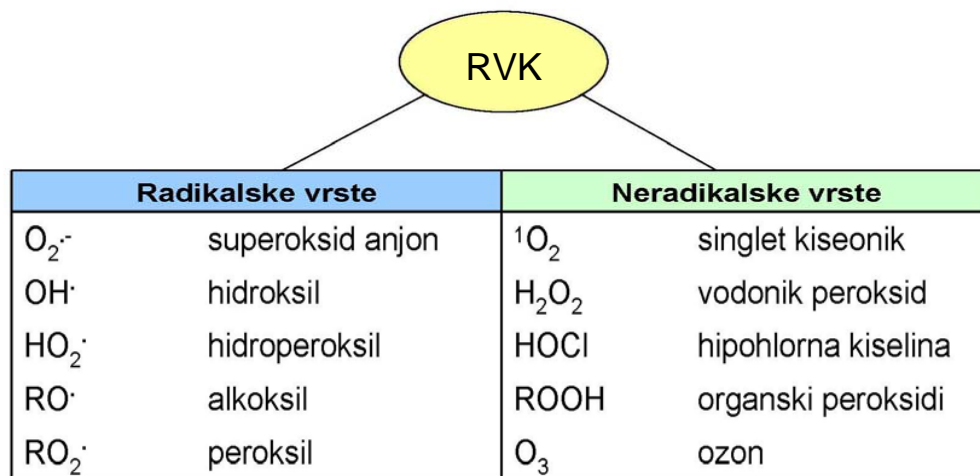 RVK
Radikalske vrste Neradikalske vrste
O₂·⁻ superoksid anjon ¹O₂ singlet kiseonik
OH· hidroksil H₂O₂ vodonik peroksid
HO₂· hidroperoksil HOCl hipohlorna kiselina
RO· alkoksil ROOH organski peroksidi
RO₂· peroksil O₃ ozon